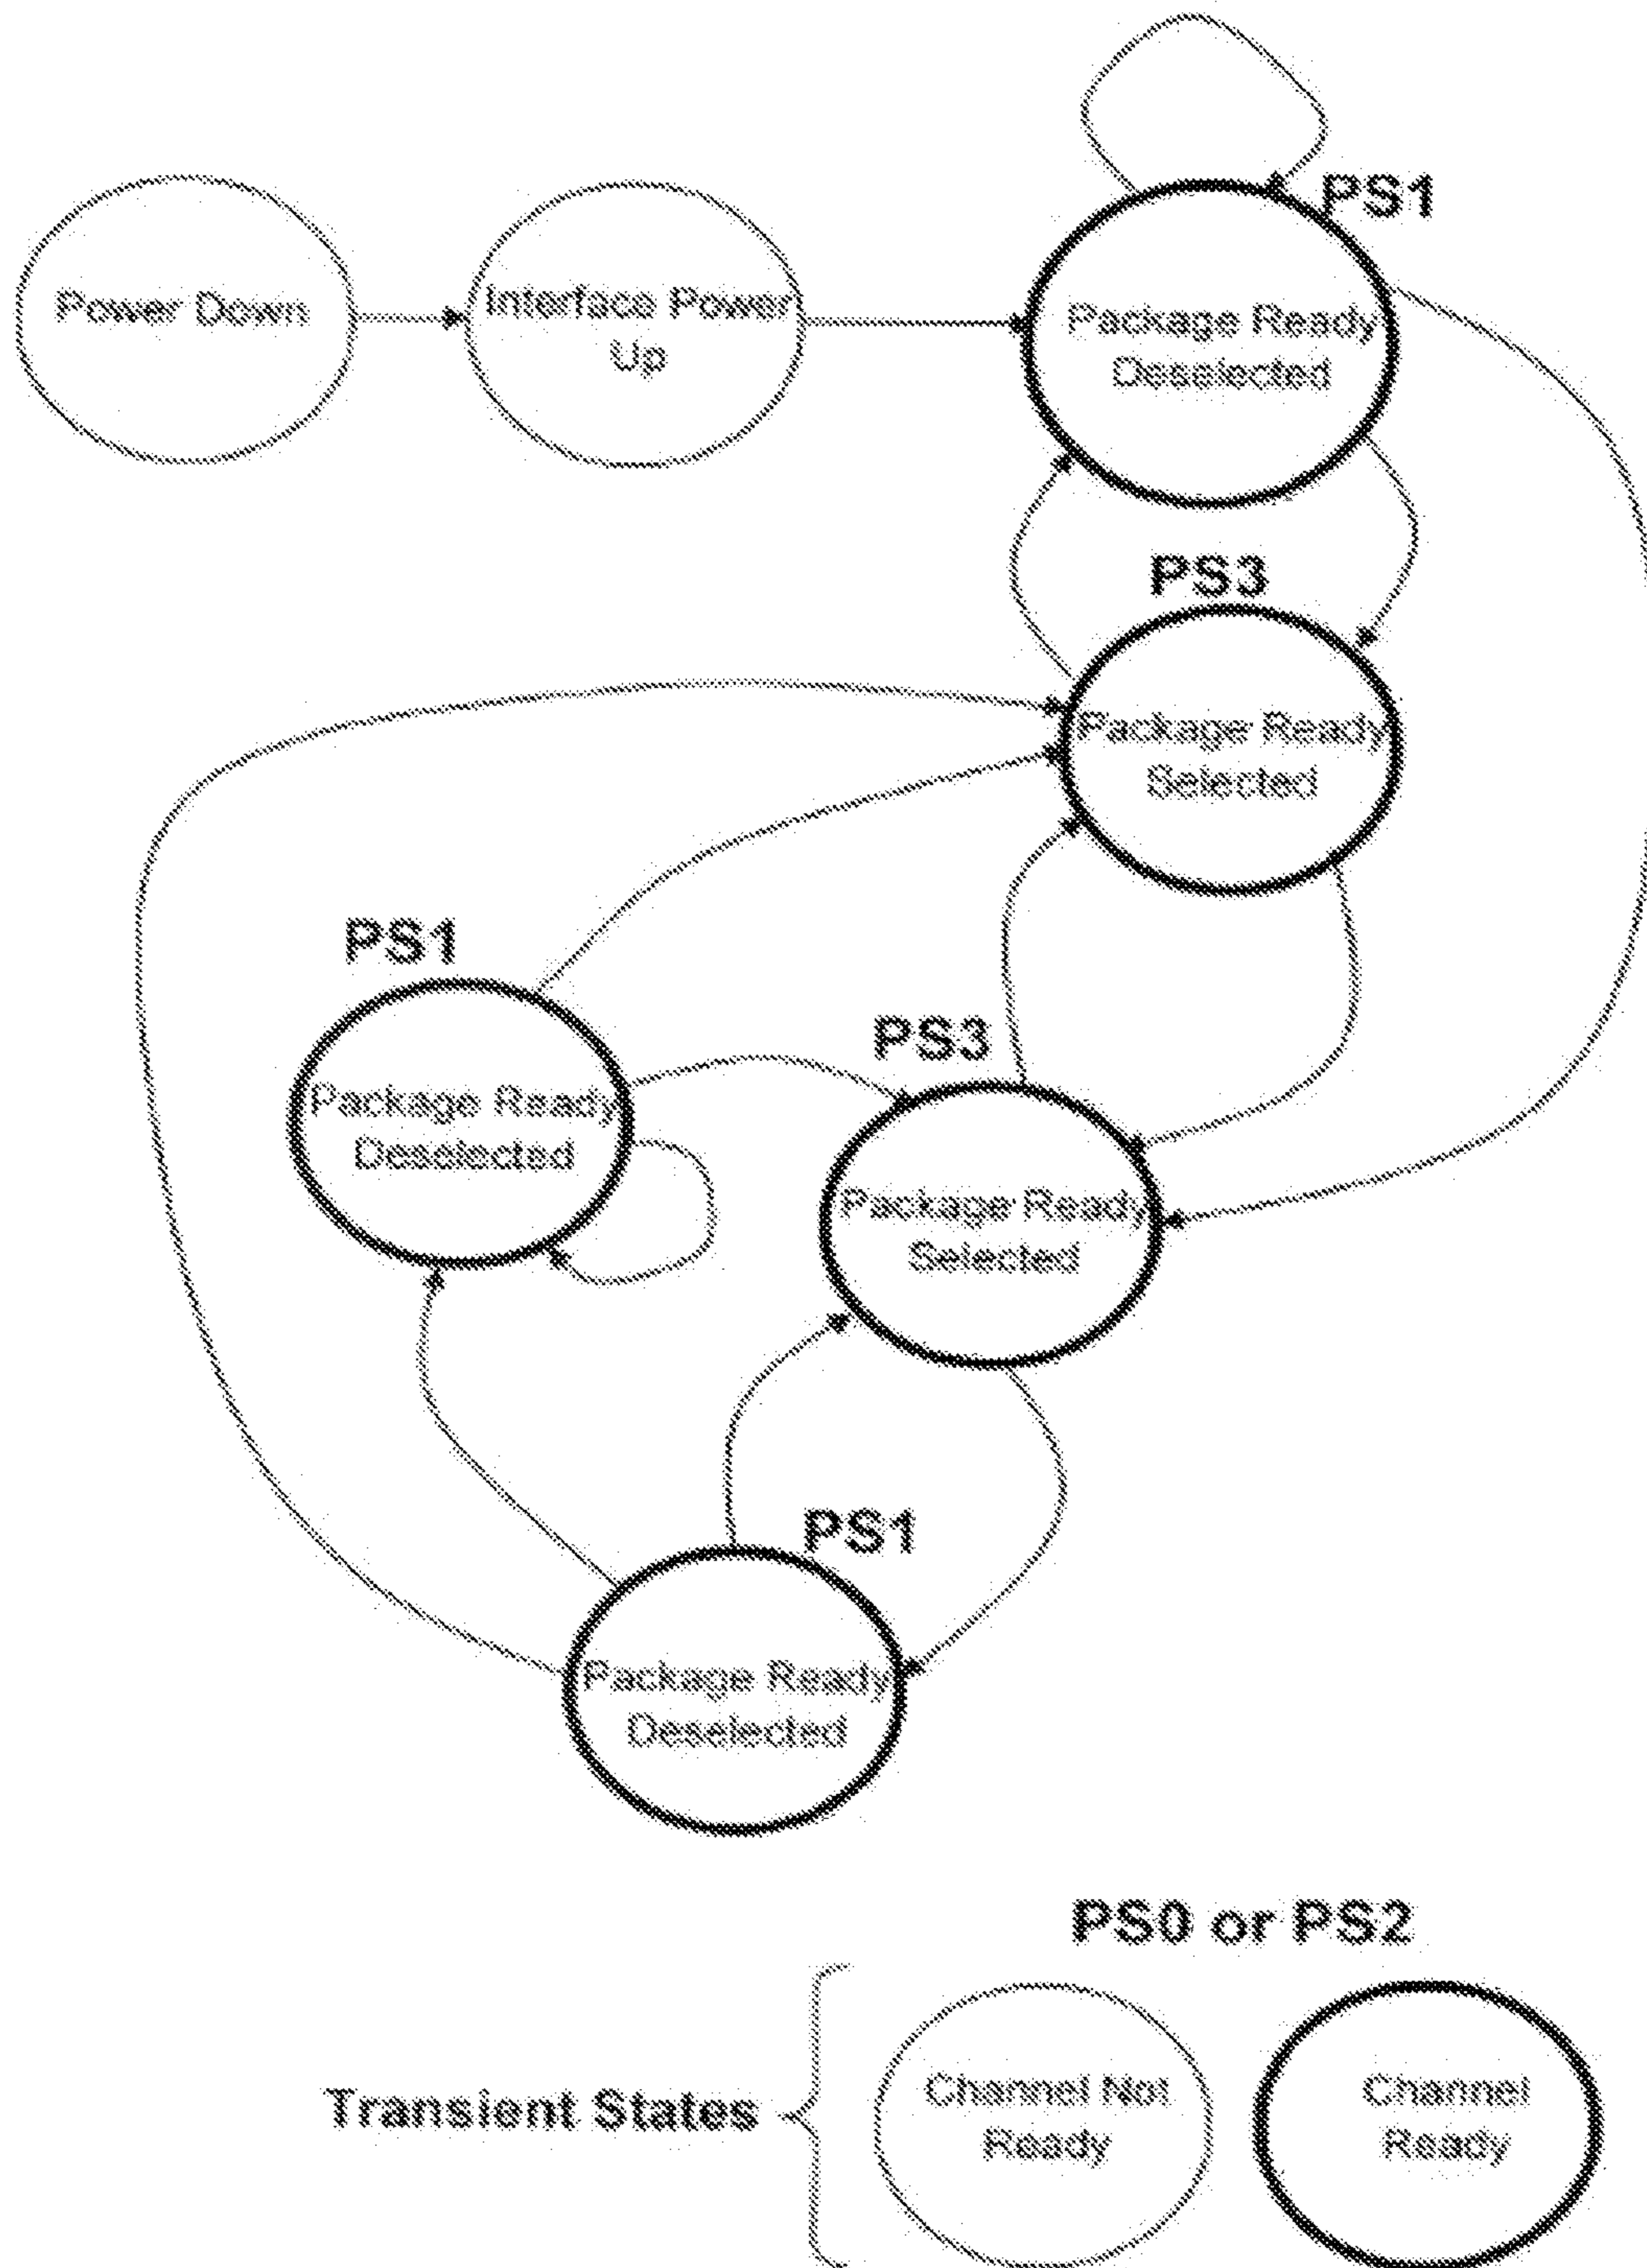 PS1
Power Down
Interface Power
Up
Package Ready
Deselected
PS3
Package Ready
Selected
PS1
Package Ready
Deselected
PS3
Package Ready
Selected
PS1
Package Ready
Deselected
PS0 or PS2
Transient States
Channel Not
Ready
Channel
Ready